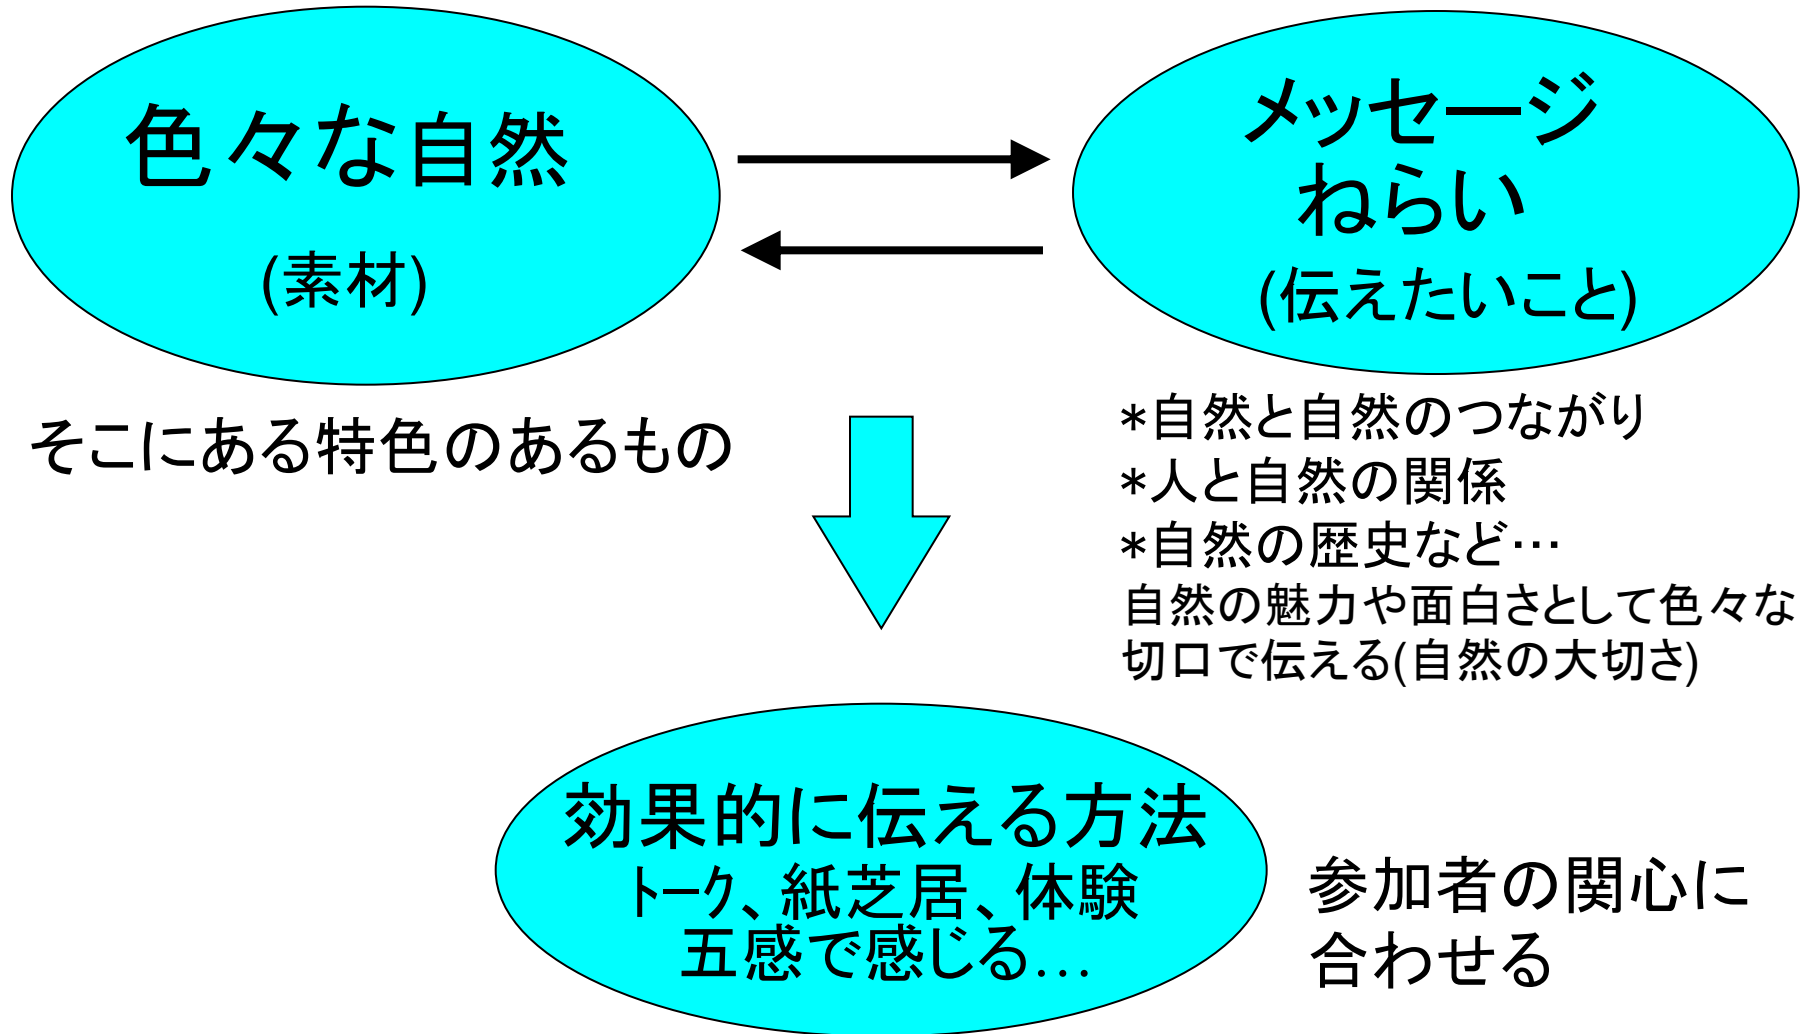 色々な自然
(素材)
メッセージ
ねらい
(伝えたいこと)
そこにある特色のあるもの
*自然と自然のつながり
*人と自然の関係
*自然の歴史など…
自然の魅力や面白さとして色々な
切口で伝える(自然の大切さ)
効果的に伝える方法
ﾄｰｸ、紙芝居、体験
五感で感じる…
参加者の関心に
合わせる